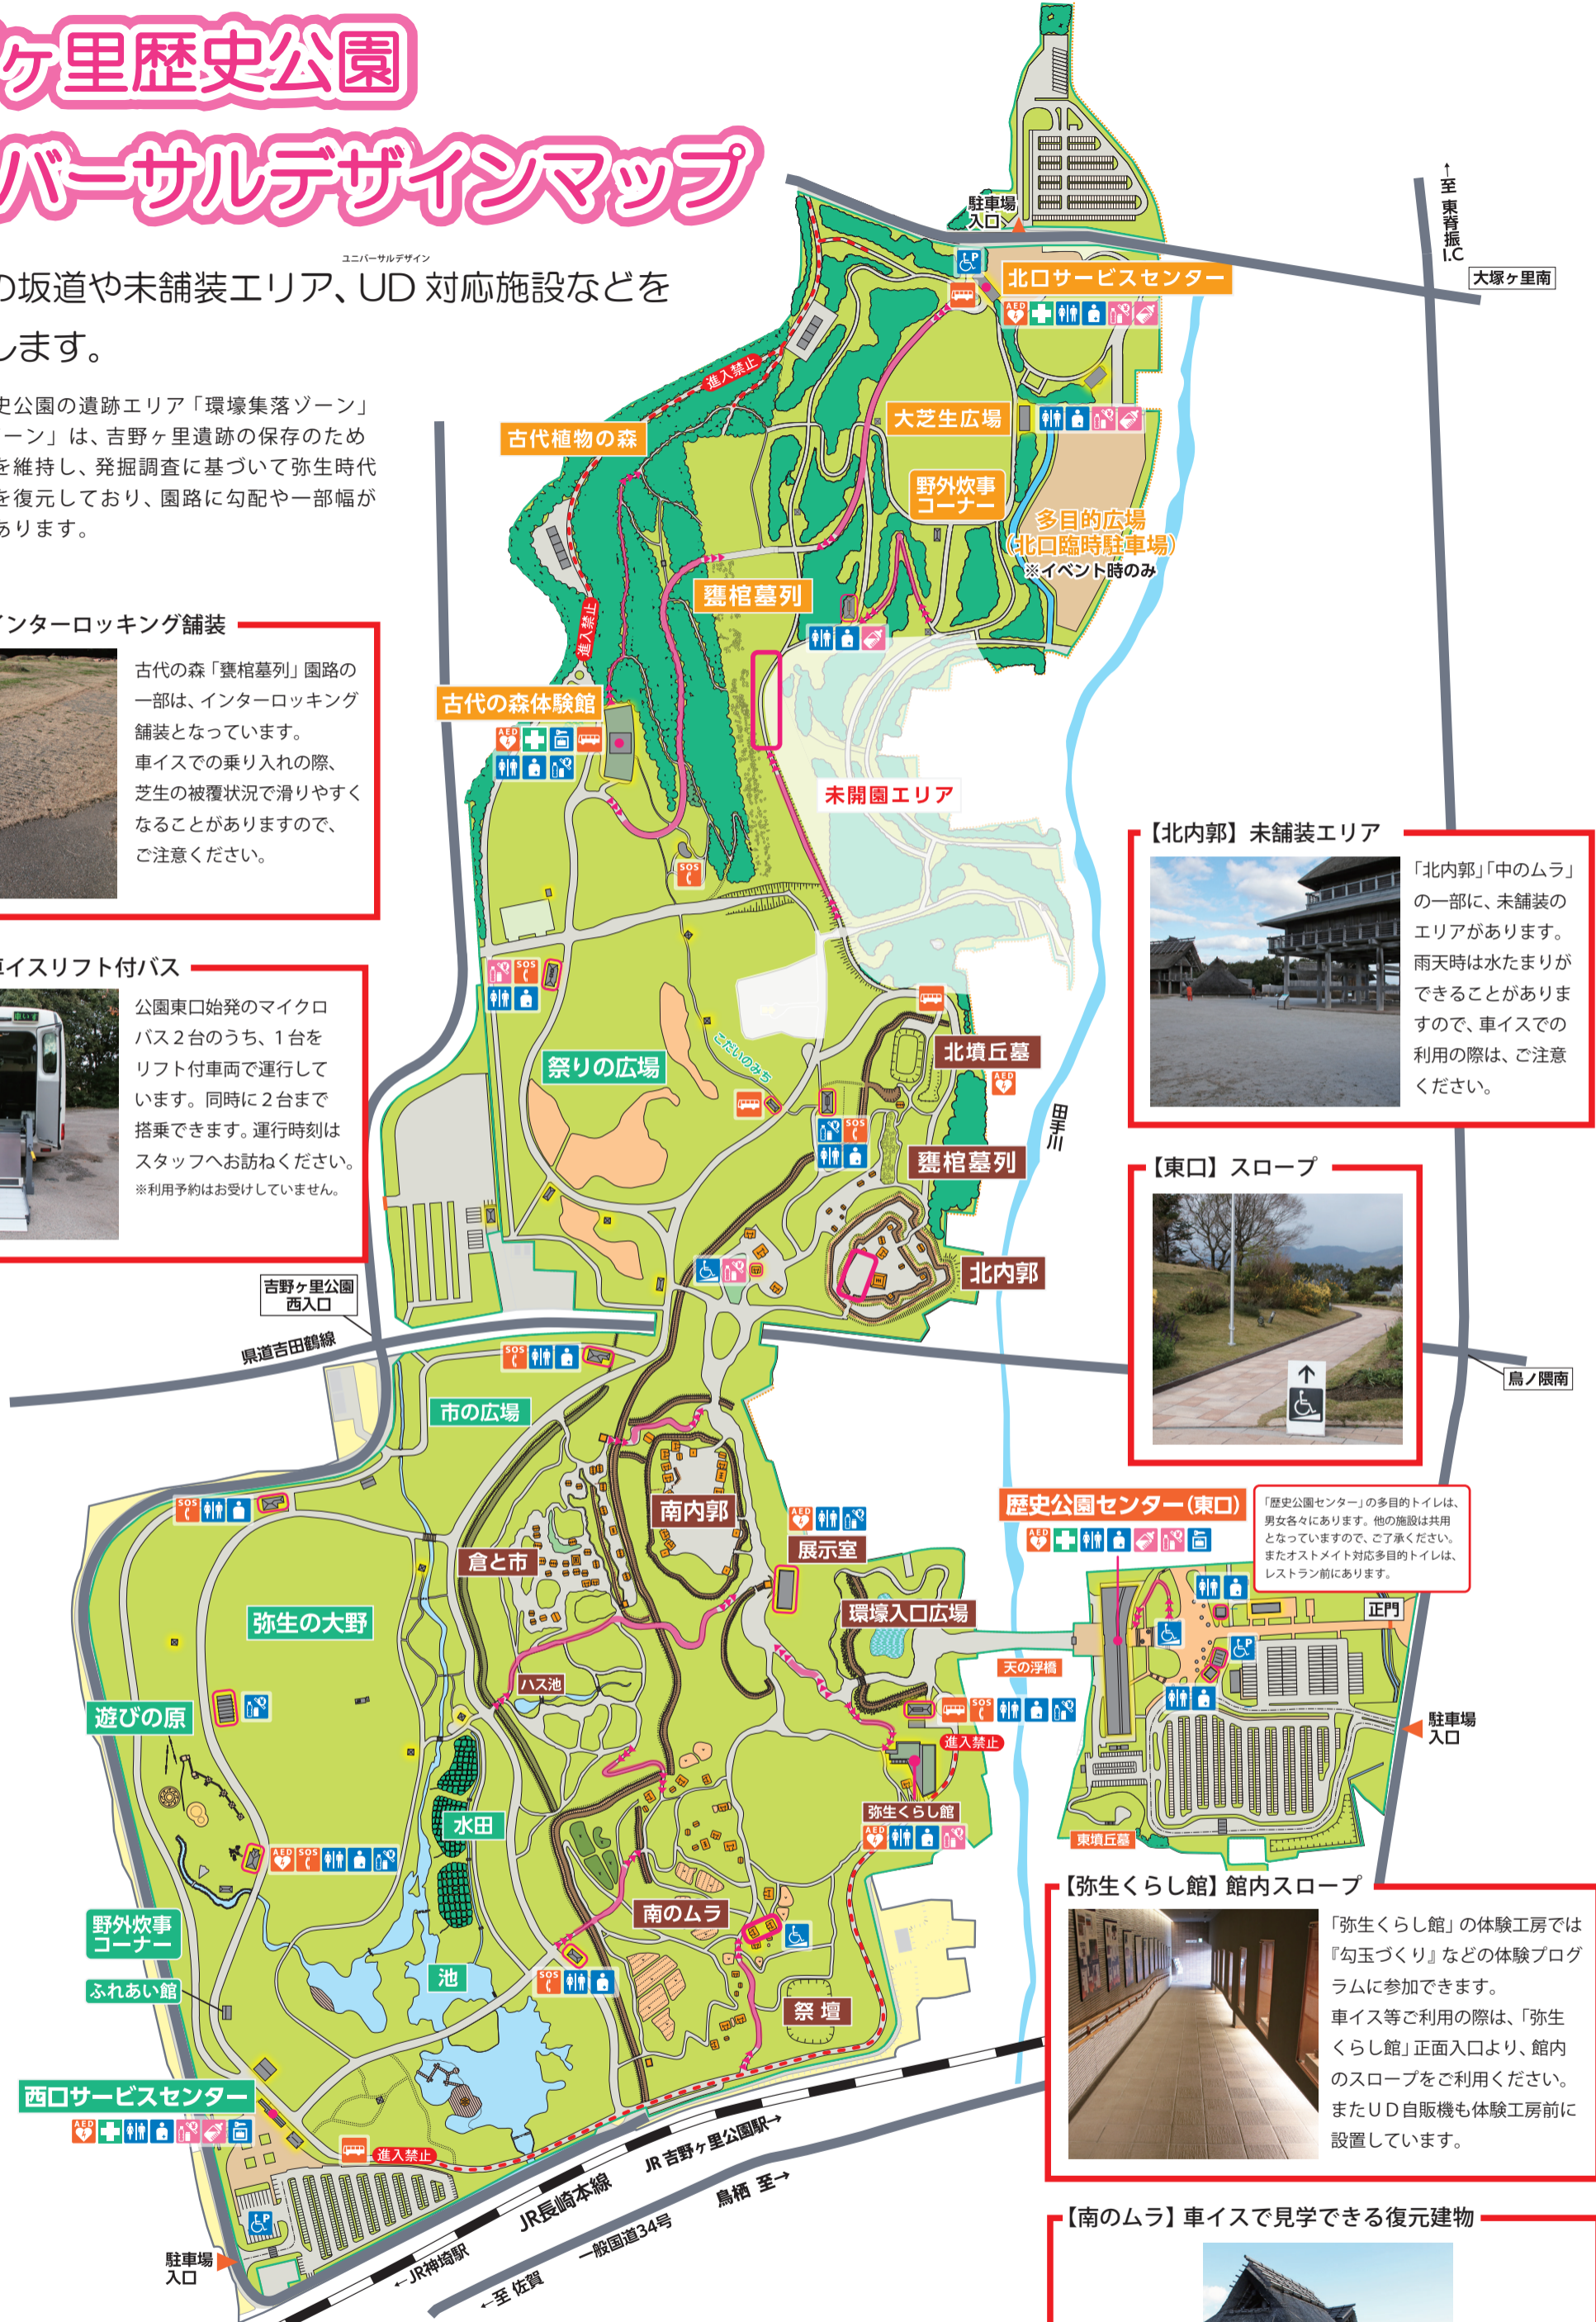 ヶ里歴史公園
バーサルデザインマップ
ユニバーサルデザイン
の坂道や未舗装エリア、UD 対応施設などを
します。
史公園の遺跡エリア「環壕集落ゾーン」
ーン」は、吉野ヶ里遺跡の保存のため
を維持し、発掘調査に基づいて弥生時代
を復元しており、園路に勾配や一部幅が
あります。
インターロッキング舗装
古代の森「甕棺墓列」園路の
一部は、インターロッキング
舗装となっています。
車イスでの乗り入れの際、
芝生の被覆状況で滑りやすく
なることがありますので、
ご注意ください。
車イスリフト付バス
公園東口始発のマイクロ
バス2台のうち、1台を
リフト付車両で運行して
います。同時に2台まで
搭乗できます。運行時刻は
スタッフへお訪ねください。
※利用予約はお受けしていません。
駐車場
入口
←至 東脊振I.C
大塚ヶ里南
P
北口サービスセンター
AED
進入禁止
大芝生広場
古代植物の森
野外炊事
コーナー
多目的広場
(北口臨時駐車場)
※イベント時のみ
甕棺墓列
進入禁止
古代の森体験館
AED
未開園エリア
SOS
SOS
祭りの広場
こだいのみち
北墳丘墓
AED
田手川
SOS
甕棺墓列
北内郭
【北内郭】未舗装エリア
「北内郭」「中のムラ」
の一部に、未舗装の
エリアがあります。
雨天時は水たまりが
できることがありま
すので、車イスでの
利用の際は、ご注意
ください。
【東口】スロープ
吉野ヶ里公園
西入口
県道吉田鶴線
鳥ノ隈南
SOS
市の広場
SOS
南内郭
AED
展示室
倉と市
歴史公園センター(東口)
AED
「歴史公園センター」の多目的トイレは、
男女各々にあります。他の施設は共用
となっていますので、ご了承ください。
またオストメイト対応多目的トイレは、
レストラン前にあります。
正門
環壕入口広場
弥生の大野
天の浮橋
P
ハス池
遊びの原
SOS
進入禁止
駐車場
入口
弥生くらし館
AED
東墳丘墓
水田
AED
SOS
南のムラ
野外炊事
コーナー
池
ふれあい館
SOS
祭壇
【弥生くらし館】館内スロープ
「弥生くらし館」の体験工房では
『勾玉づくり』などの体験プログ
ラムに参加できます。
車イス等ご利用の際は、「弥生
くらし館」正面入口より、館内
のスロープをご利用ください。
またUD自販機も体験工房前に
設置しています。
西口サービスセンター
AED
進入禁止
P
駐車場
入口
JR 吉野ヶ里公園駅→
JR長崎本線
←JR神埼駅
鳥栖 至→
一般国道34号
←至 佐賀
【南のムラ】車イスで見学できる復元建物